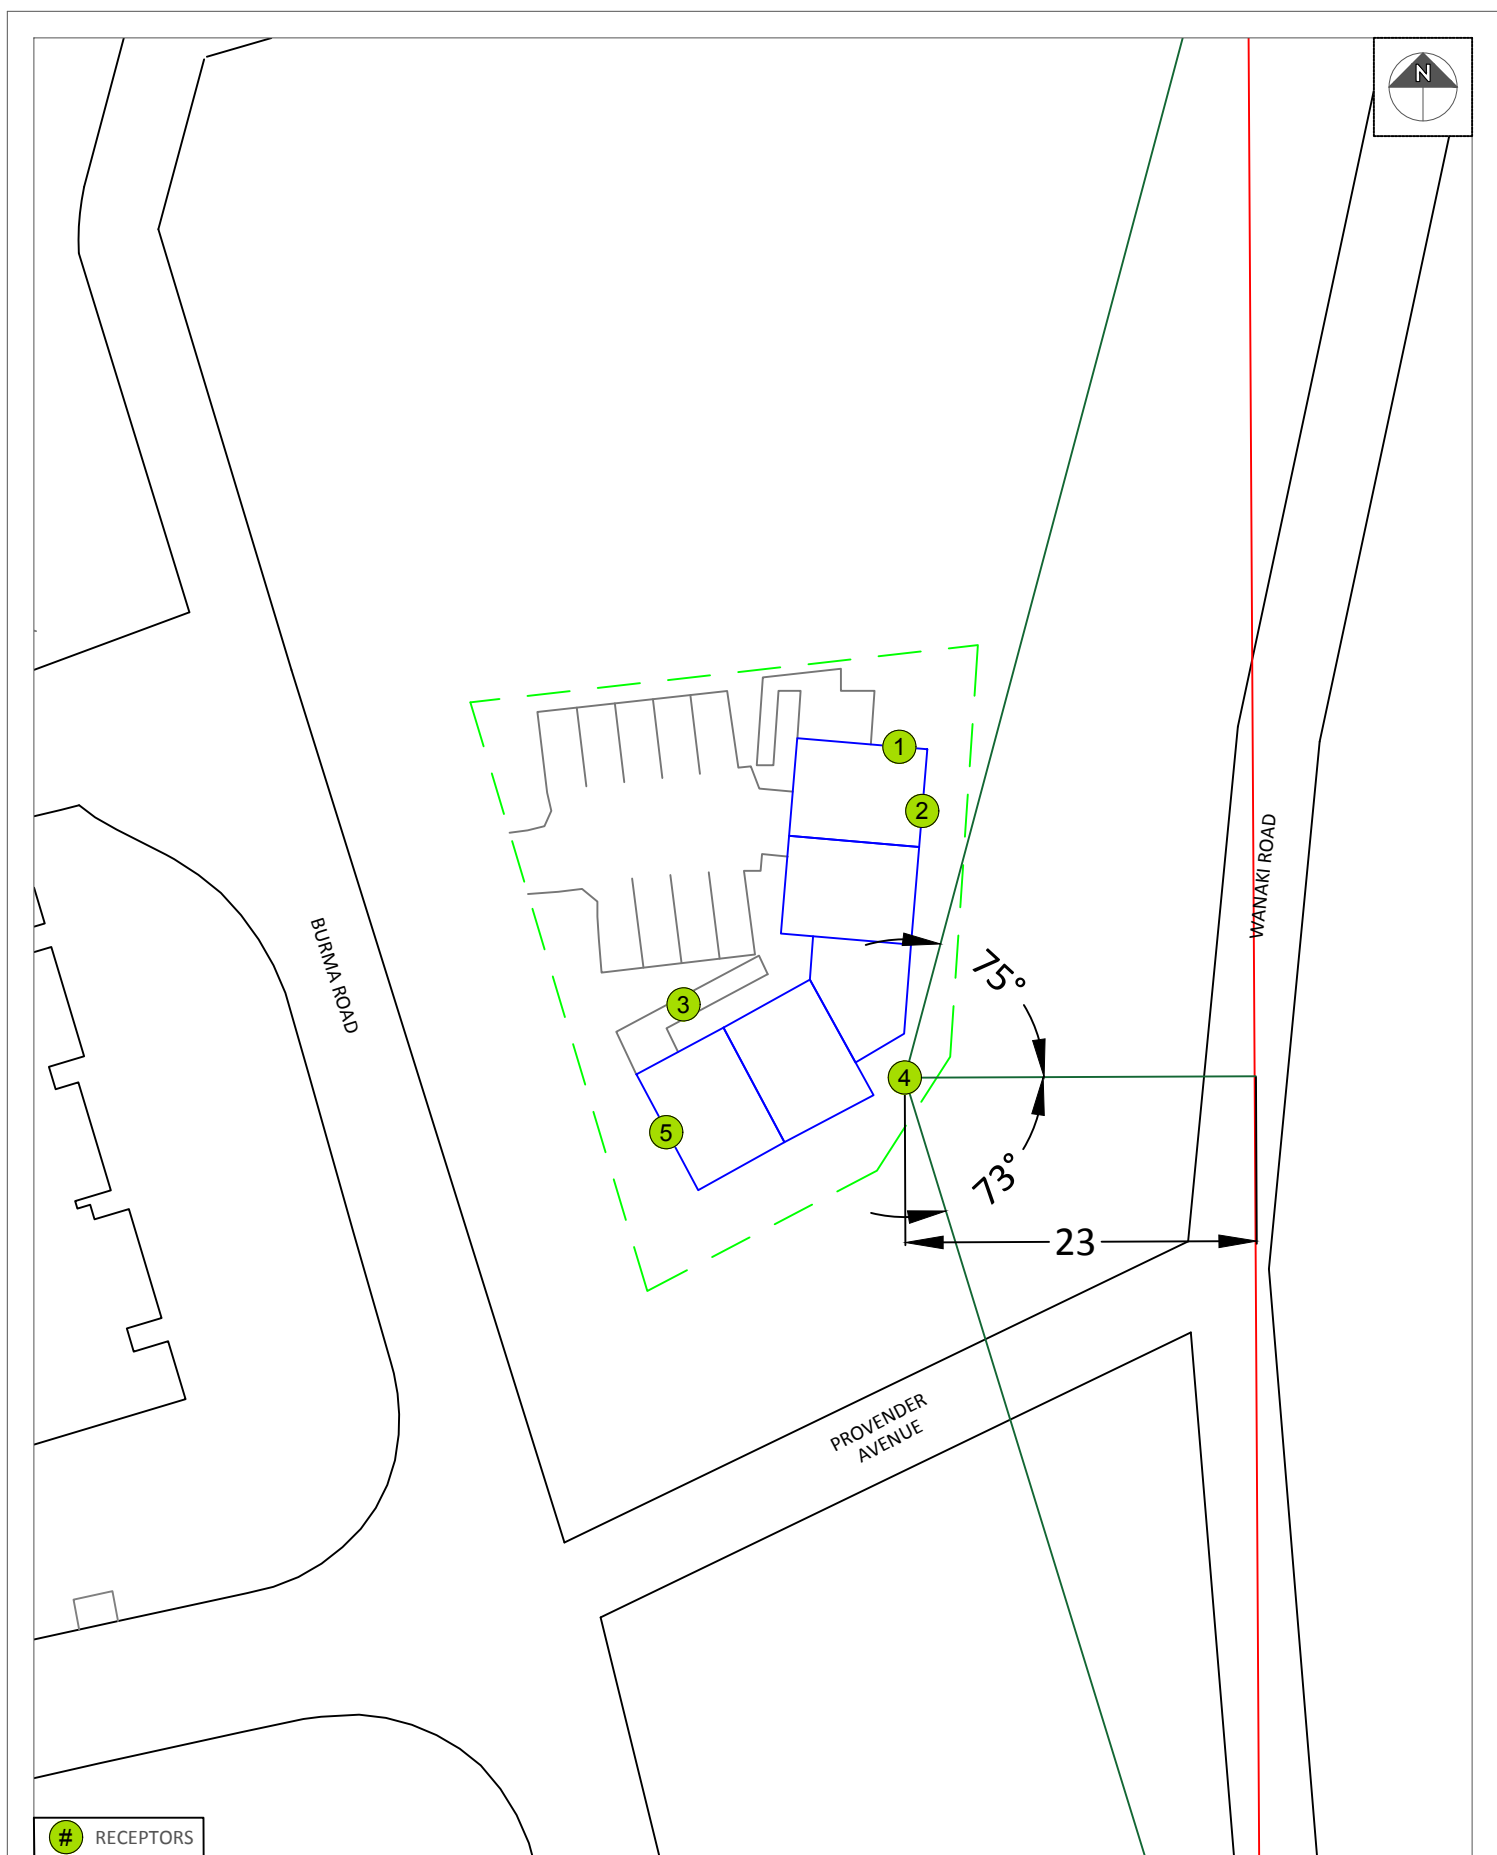 N
1
2
WANAKI ROAD
BURMA ROAD
75°
3
4
5
73°
23
PROVENDER
AVENUE
# RECEPTORS